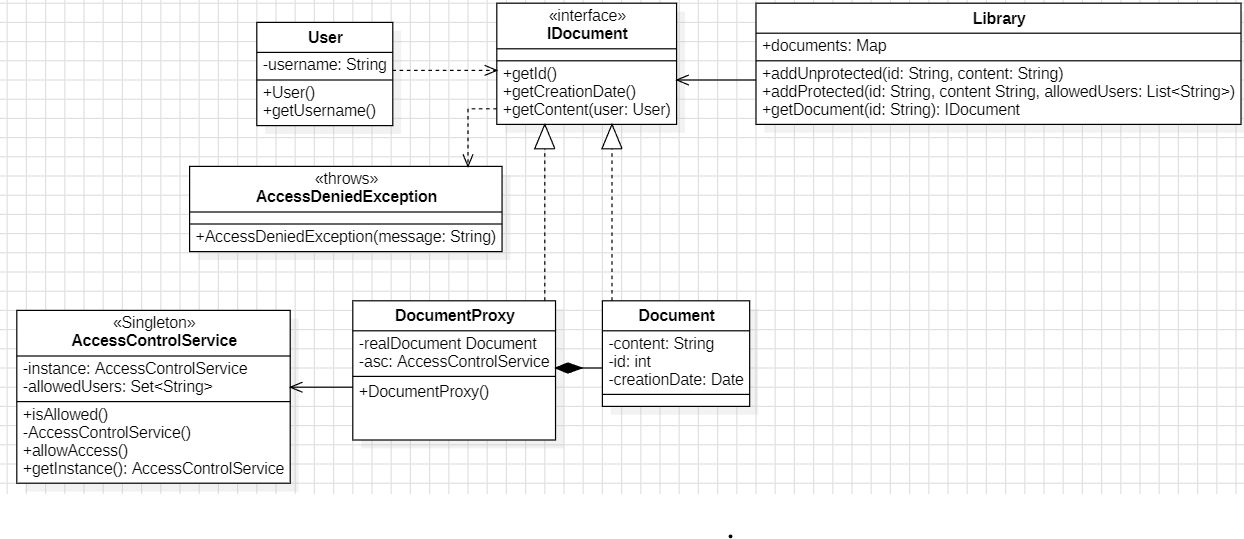 User
-username: String
+User()
+getUsername()
«interface»
IDocument
+getId()
+getCreationDate()
+getContent(user: User)
Library
+documents: Map
+addUnprotected(id: String, content: String)
+addProtected(id: String, content String, allowedUsers: List<String>)
+getDocument(id: String): IDocument
«throws»
AccessDeniedException
+AccessDeniedException(message: String)
«Singleton»
AccessControlService
-instance: AccessControlService
-allowedUsers: Set<String>
+isAllowed()
-AccessControlService()
+allowAccess()
+getInstance(): AccessControlService
DocumentProxy
-realDocument Document
-asc: AccessControlService
+DocumentProxy()
Document
-content: String
-id: int
-creationDate: Date